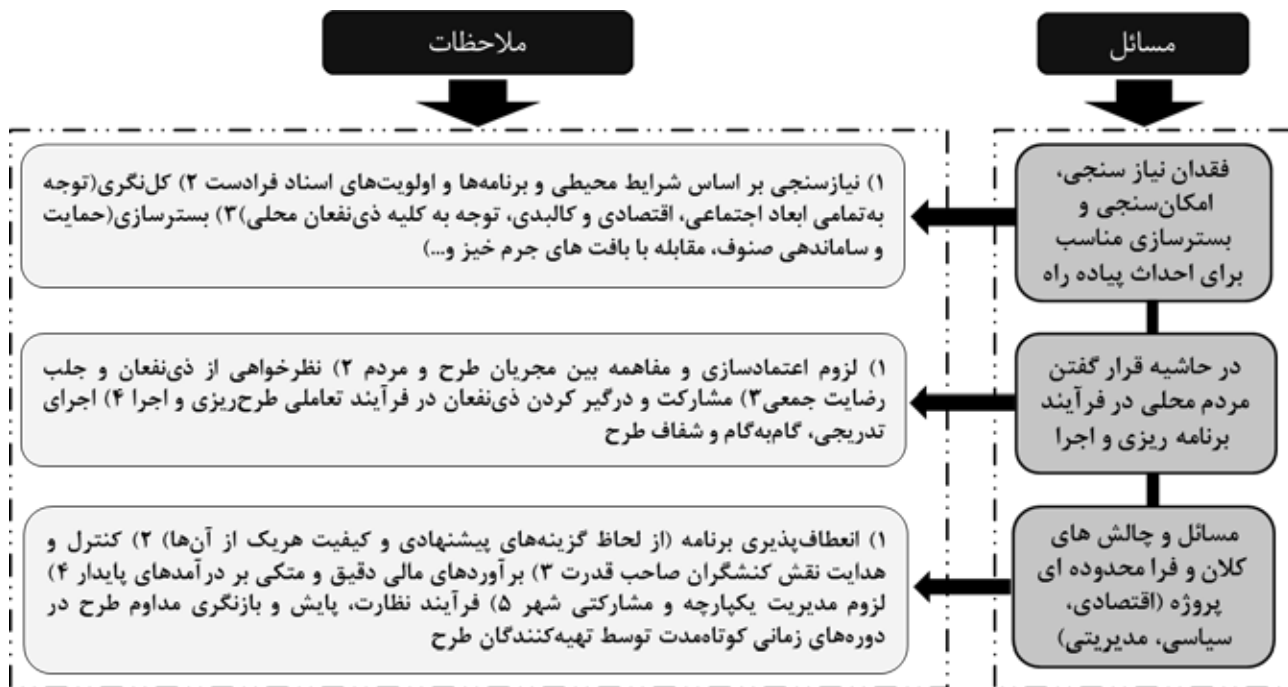 مسائل
ملاحظات
فقدان نیاز سنجی،
امکان‌سنجی و
بسترسازی مناسب
برای احداث پیاده راه
۱) نیازسنجی بر اساس شرایط محیطی و برنامه‌ها و اولویت‌های اسناد فرادست ۲) کل‌نگری(توجه
به‌تمامی ابعاد اجتماعی، اقتصادی و کالبدی، توجه به کلیه ذی‌نفعان محلی)۳) بسترسازی(حمایت
و ساماندهی صنوف، مقابله با بافت های جرم خیز و...)
در حاشیه قرار گفتن
مردم محلی در فرآیند
برنامه ریزی و اجرا
۱) لزوم اعتمادسازی و مفاهمه بین مجریان طرح و مردم ۲) نظرخواهی از ذی‌نفعان و جلب
رضایت جمعی۳) مشارکت و درگیر کردن ذی‌نفعان در فرآیند تعاملی طرح‌ریزی و اجرا ۴) اجرای
تدریجی، گام‌به‌گام و شفاف طرح
مسائل و چالش های
کلان و فرا محدوده ای
پروژه (اقتصادی،
سیاسی، مدیریتی)
۱) انعطاف‌پذیری برنامه (از لحاظ گزینه‌های پیشنهادی و کیفیت هریک از آن‌ها) ۲) کنترل و
هدایت نقش کنشگران صاحب قدرت ۳) برآوردهای مالی دقیق و متکی بر درآمدهای پایدار ۴)
لزوم مدیریت یکپارچه و مشارکتی شهر ۵) فرآیند نظارت، پایش و بازنگری مداوم طرح در
دوره‌های زمانی کوتاه‌مدت توسط تهیه‌کنندگان طرح